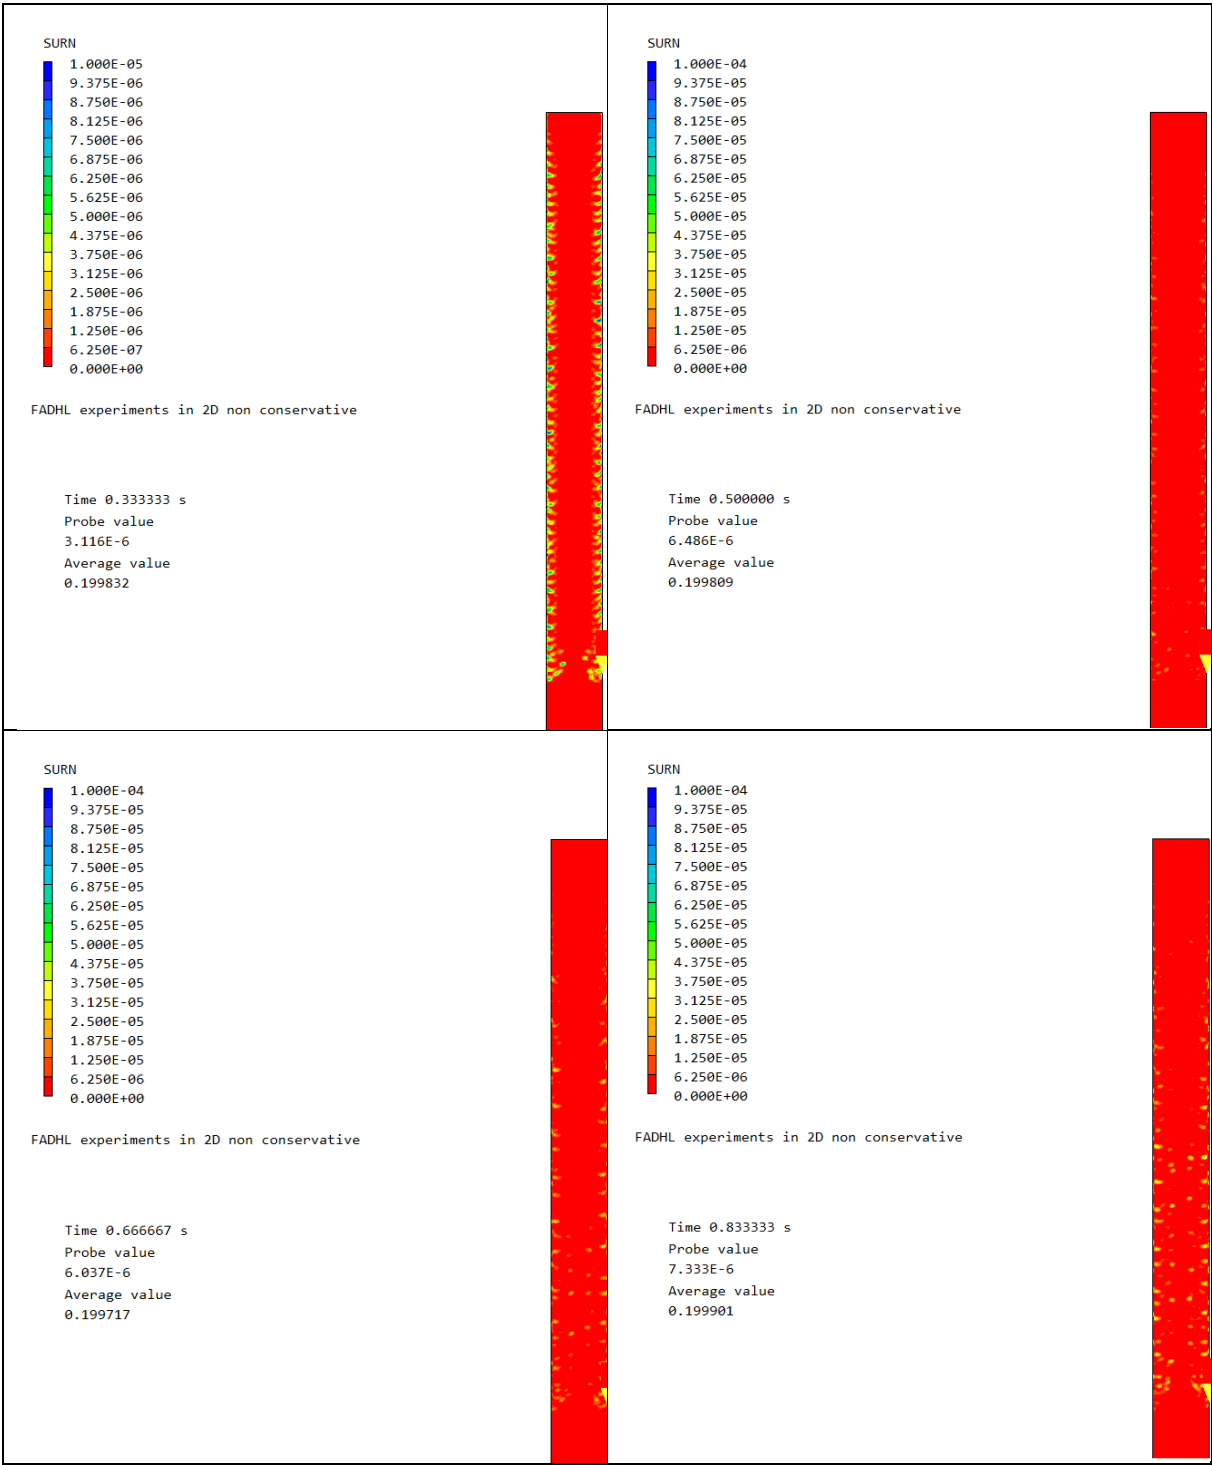 SURN
1.000E-05
9.375E-06
8.750E-06
8.125E-06
7.500E-06
6.875E-06
6.250E-06
5.625E-06
5.000E-06
4.375E-06
3.750E-06
3.125E-06
2.500E-06
1.875E-06
1.250E-06
6.250E-07
0.000E+00
FADHL experiments in 2D non conservative
Time 0.333333 s
Probe value
3.116E-6
Average value
0.199832
SURN
1.000E-04
9.375E-05
8.750E-05
8.125E-05
7.500E-05
6.875E-05
6.250E-05
5.625E-05
5.000E-05
4.375E-05
3.750E-05
3.125E-05
2.500E-05
1.875E-05
1.250E-05
6.250E-06
0.000E+00
FADHL experiments in 2D non conservative
Time 0.500000 s
Probe value
6.486E-6
Average value
0.199809
SURN
1.000E-04
9.375E-05
8.750E-05
8.125E-05
7.500E-05
6.875E-05
6.250E-05
5.625E-05
5.000E-05
4.375E-05
3.750E-05
3.125E-05
2.500E-05
1.875E-05
1.250E-05
6.250E-06
0.000E+00
FADHL experiments in 2D non conservative
Time 0.666667 s
Probe value
6.037E-6
Average value
0.199717
SURN
1.000E-04
9.375E-05
8.750E-05
8.125E-05
7.500E-05
6.875E-05
6.250E-05
5.625E-05
5.000E-05
4.375E-05
3.750E-05
3.125E-05
2.500E-05
1.875E-05
1.250E-05
6.250E-06
0.000E+00
FADHL experiments in 2D non conservative
Time 0.833333 s
Probe value
7.333E-6
Average value
0.199901